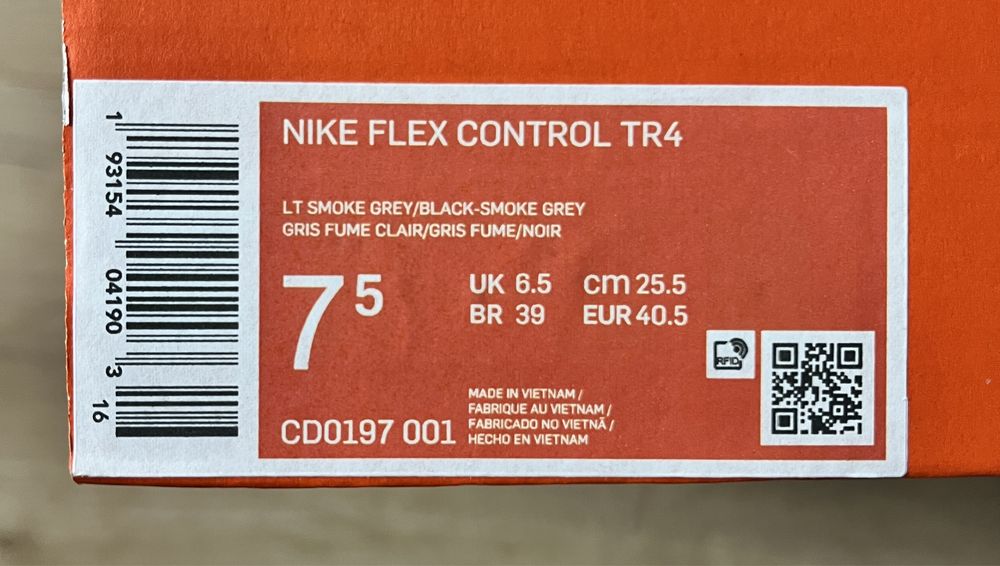 NIKE FLEX CONTROL TR4
LT SMOKE GREY/BLACK-SMOKE GREY
GRIS FUME CLAIR/GRIS FUME/NOIR
7 5
UK 6.5 cm 25.5
BR 39 EUR 40.5
RFID
MADE IN VIETNAM /
FABRIQUE AU VIETNAM /
FABRICADO NO VIETNÃ /
HECHO EN VIETNAM
CD0197 001
1 93154 04190 3
16